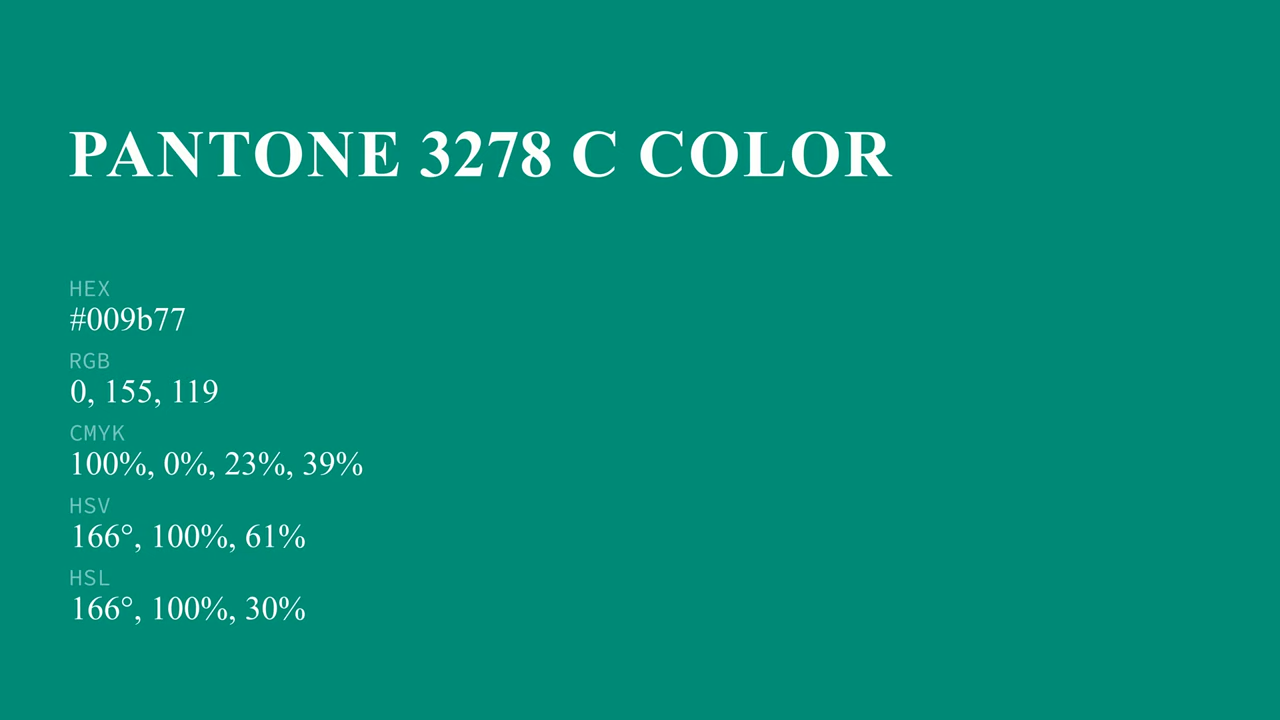 PANTONE 3278 C COLOR
HEX
#009b77
RGB
0, 155, 119
CMYK
100%, 0%, 23%, 39%
HSV
166°, 100%, 61%
HSL
166°, 100%, 30%